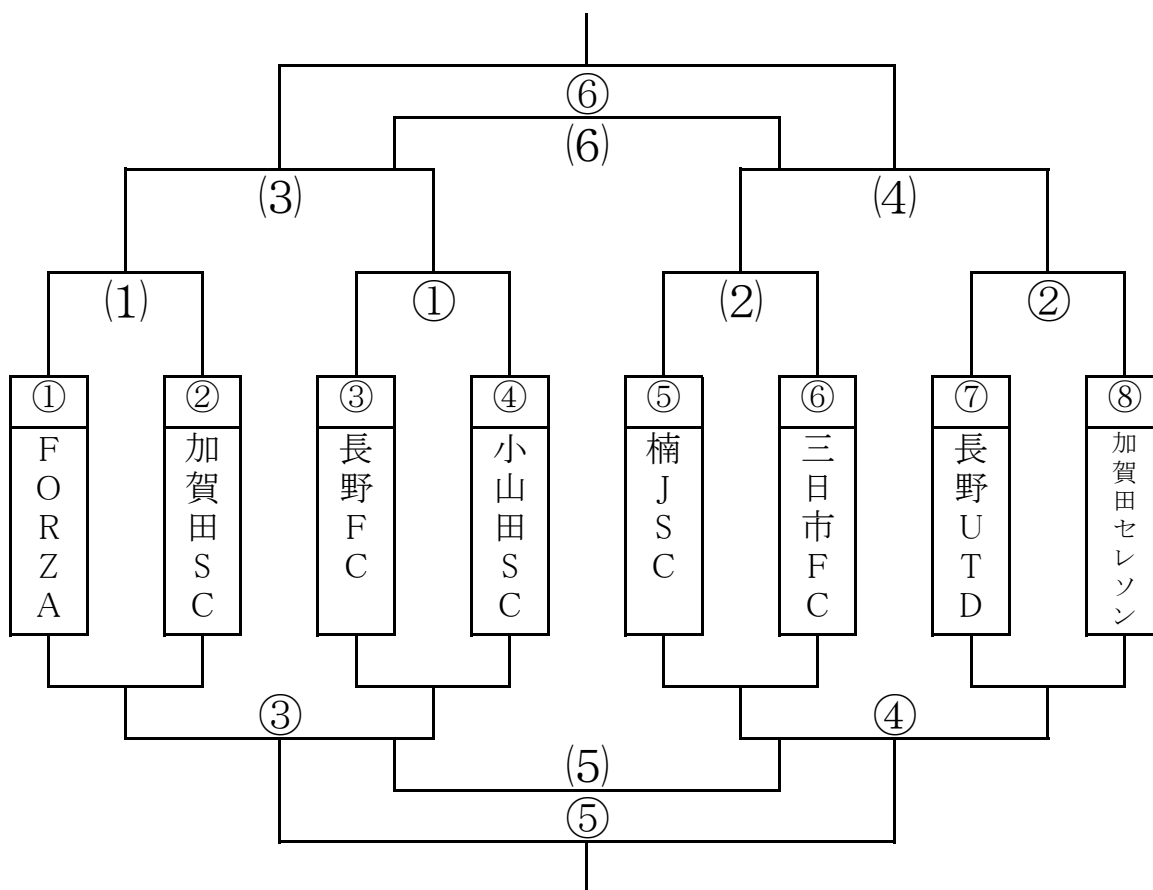 ⑥
(6)
(3)
(4)
(1)
①
(2)
②
①
②
③
④
⑤
⑥
⑦
⑧
FORZA
加賀田SC
長野FC
小山田SC
楠JSC
三日市FC
長野UTD
加賀田セレソン
③
④
(5)
⑤